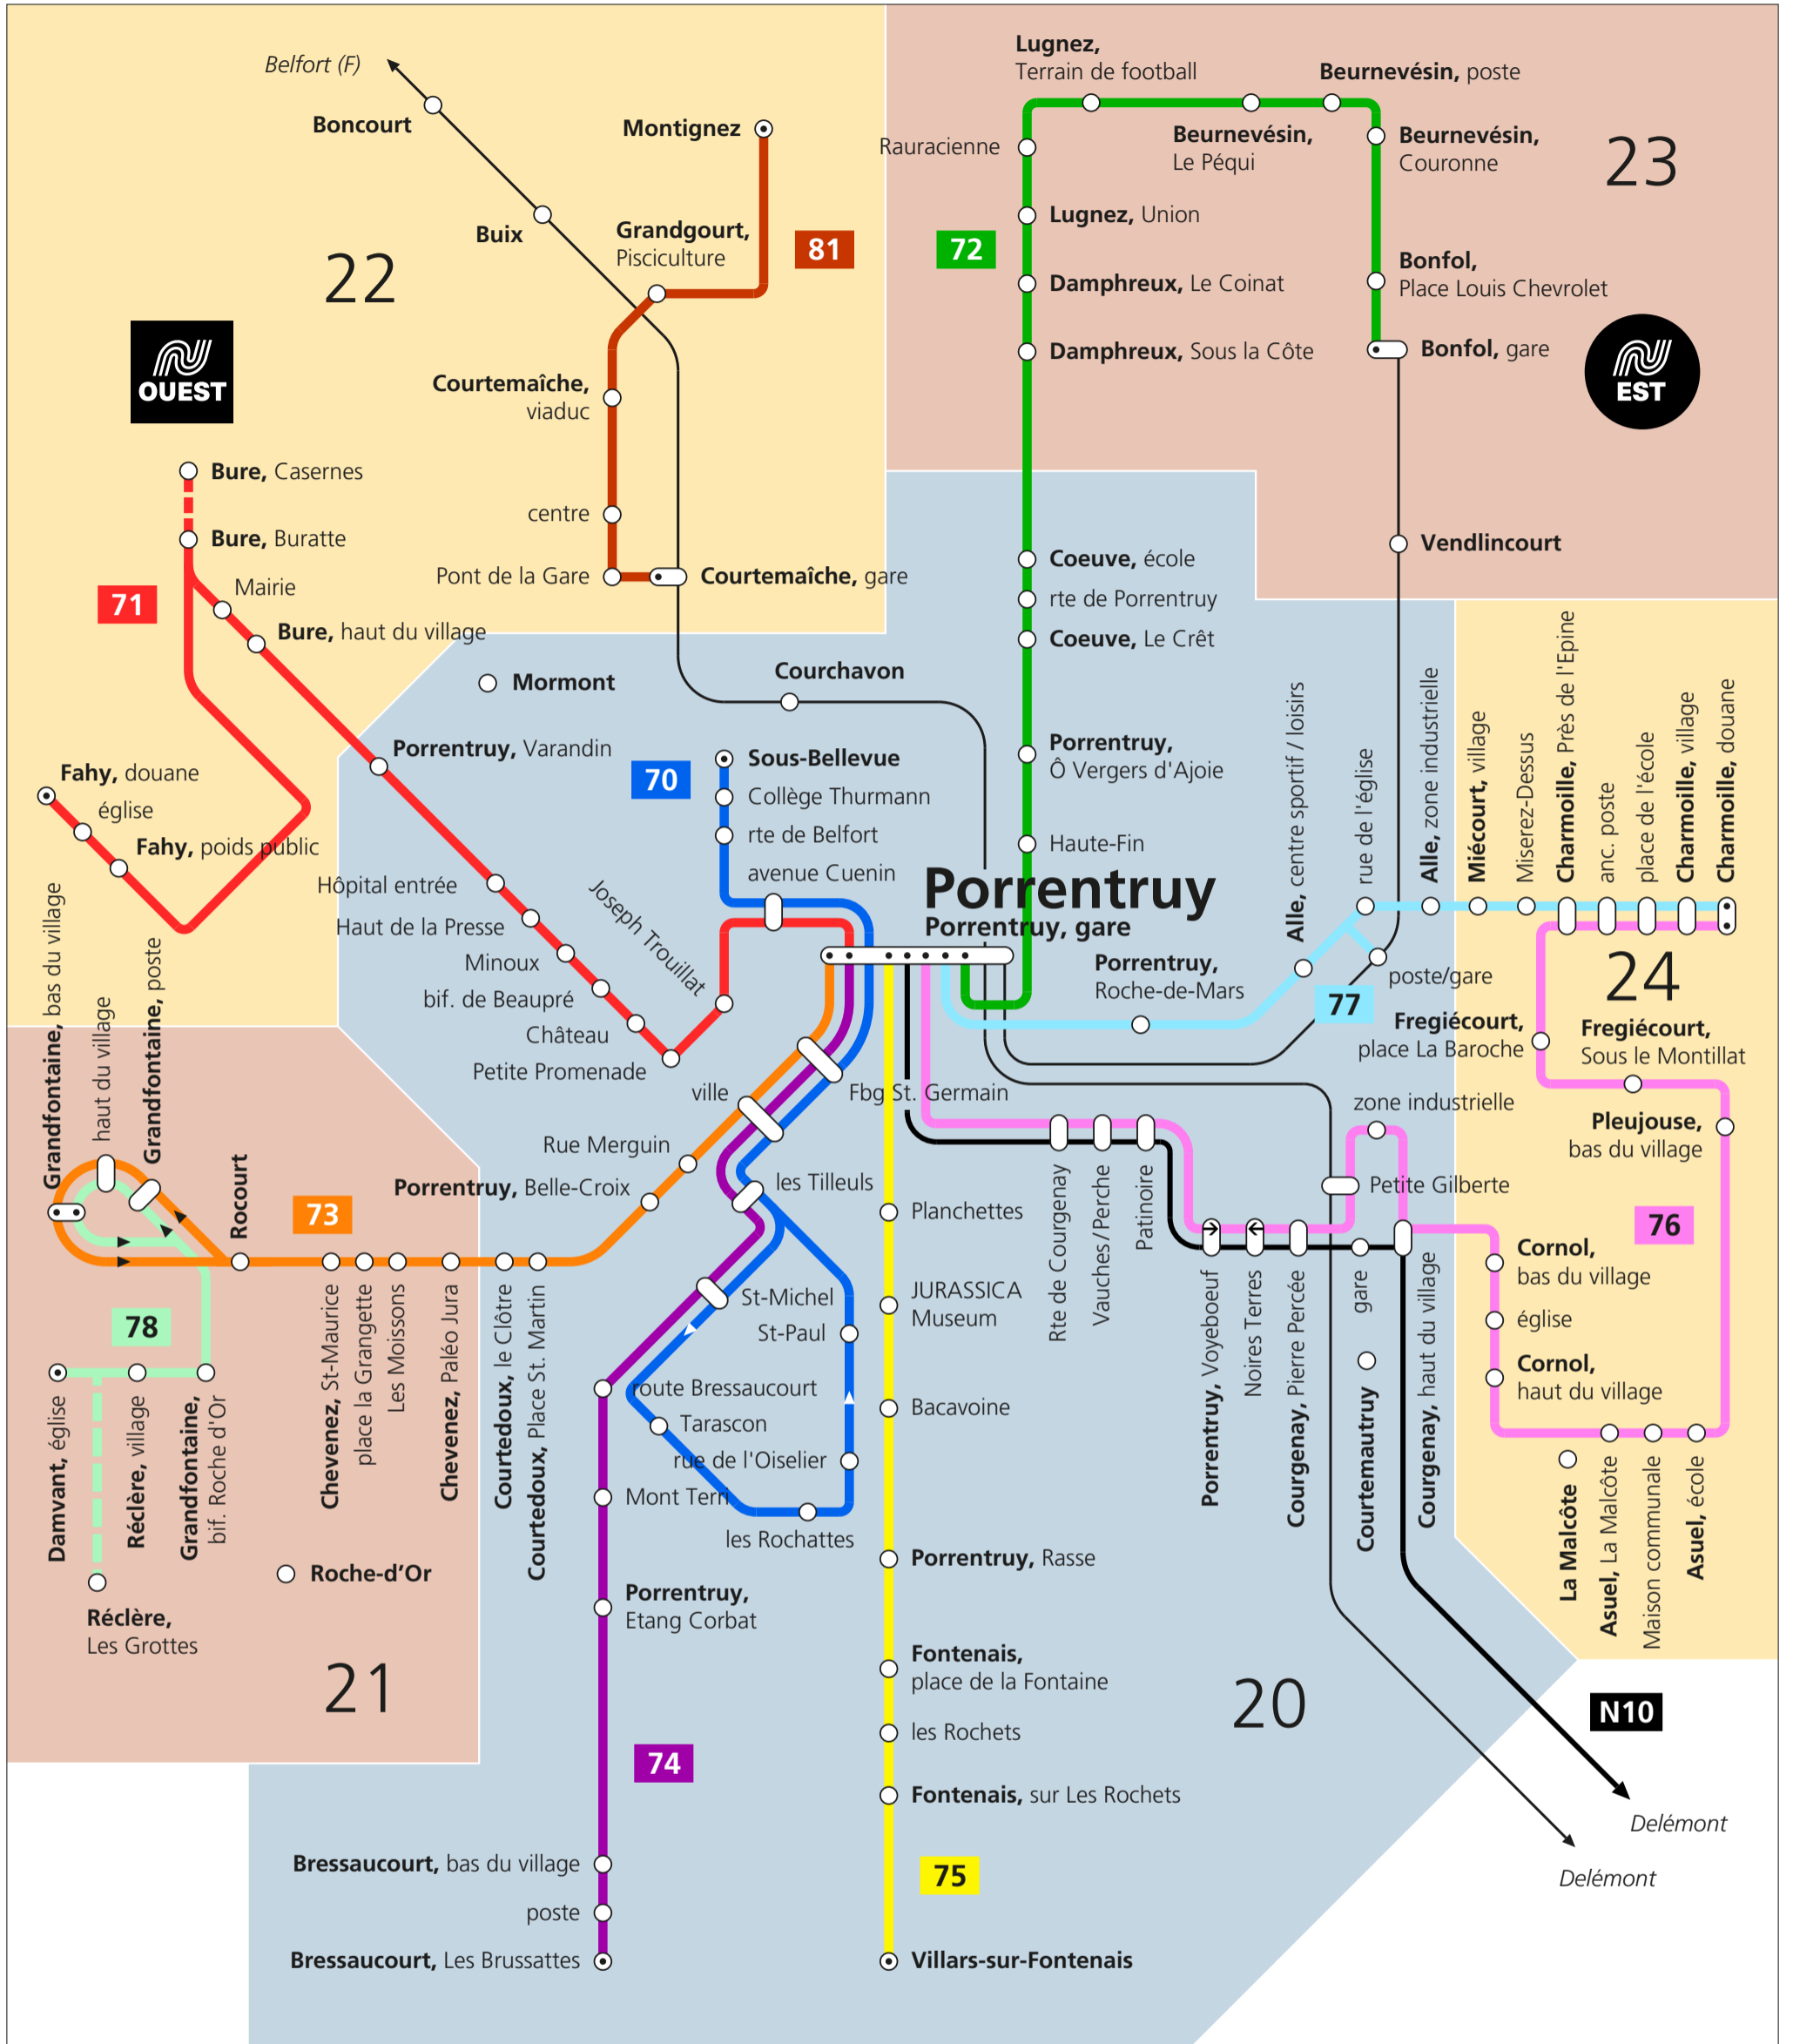 Belfort (F)
Boncourt
Buix
Montignez
Grandgourt,
Pisciculture
81
22
OUEST
Courtemaîche,
viaduc
centre
Pont de la Gare
Courtemaîche, gare
Lugnez,
Terrain de football
Beurnevésin, poste
Rauracienne
Beurnevésin,
Le Péqui
Beurnevésin,
Couronne
23
Lugnez, Union
72
Damphreux, Le Coinat
Bonfol,
Place Louis Chevrolet
Damphreux, Sous la Côte
Bonfol, gare
EST
Vendlincourt
Bure, Casernes
Bure, Buratte
71
Mairie
Bure, haut du village
Mormont
Courchavon
Coeuve, école
rte de Porrentruy
Coeuve, Le Crêt
Porrentruy, Varandin
Fahy, douane
église
Fahy, poids public
70
Sous-Bellevue
Collège Thurmann
rte de Belfort
avenue Cuenin
Porrentruy,
Ô Vergers d'Ajoie
Haute-Fin
Porrentruy
Porrentruy, gare
Hôpital entrée
Haut de la Presse
Minoux
bif. de Beaupré
Château
Petite Promenade
Joseph Trouillat
Porrentruy,
Roche-de-Mars
Alle, centre sportif / loisirs
rue de l'église
Alle, zone industrielle
Miécourt, village
Miserez-Dessus
Charmoille, Près de l'Epine
anc. poste
place de l'école
Charmoille, village
Charmoille, douane
poste/gare
77
24
Fregiécourt,
place La Baroche
Fregiécourt,
Sous le Montillat
Pleujouse,
bas du village
76
ville
Fbg St. Germain
Rue Merguin
Porrentruy, Belle-Croix
les Tilleuls
Planchettes
Grandfontaine, bas du village
haut du village
Grandfontaine, poste
Rocourt
73
78
Damvant, église
Réclère, village
Grandfontaine,
bif. Roche d'Or
Réclère,
Les Grottes
Roche-d’Or
21
Chevenez, St-Maurice
place la Grangette
Les Moissons
Chevenez, Paléo Jura
Courtedoux, le Clôtre
Courtedoux, Place St. Martin
St-Michel
St-Paul
route Bressaucourt
Tarascon
rue de l'Oiselier
Mont Terri
les Rochattes
Porrentruy,
Etang Corbat
74
Bressaucourt, bas du village
poste
Bressaucourt, Les Brussattes
JURASSICA
Museum
Bacavoine
Porrentruy, Rasse
Fontenais,
place de la Fontaine
les Rochets
Fontenais, sur Les Rochets
75
Villars-sur-Fontenais
Rte de Courgenay
Vauches/Perche
Patinoire
Porrentruy, Voyeboeuf
Noires Terres
Courgenay, Pierre Percée
gare
zone industrielle
Petite Gilberte
Courtemautruy
Courgenay, haut du village
Cornol,
bas du village
église
Cornol,
haut du village
La Malcôte
Asuel, La Malcôte
Maison communale
Asuel, école
20
N10
Delémont
Delémont